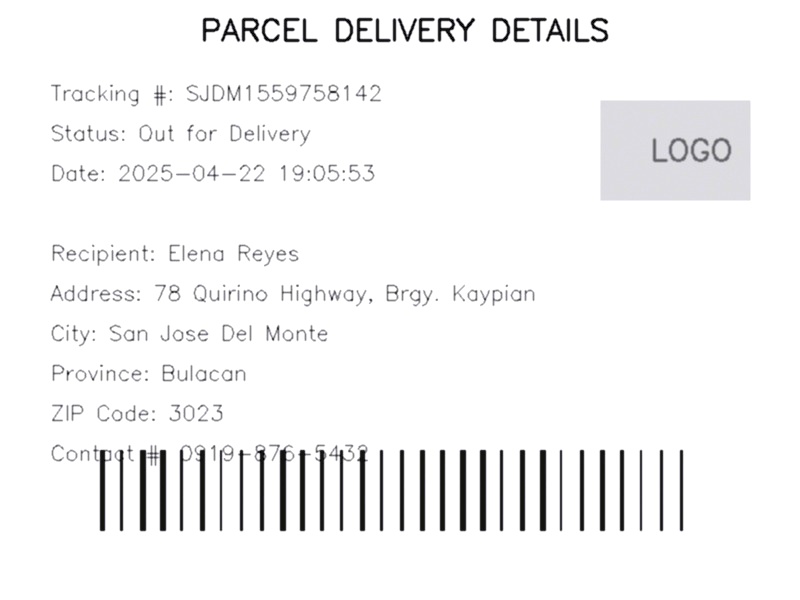 PARCEL DELIVERY DETAILS
Tracking #: SJDM1559758142
Status: Out for Delivery
Date: 2025-04-22 19:05:53
LOGO
Recipient: Elena Reyes
Address: 78 Quirino Highway, Brgy. Kaypian
City: San Jose Del Monte
Province: Bulacan
ZIP Code: 3023
Contact #: 0919-876-5432